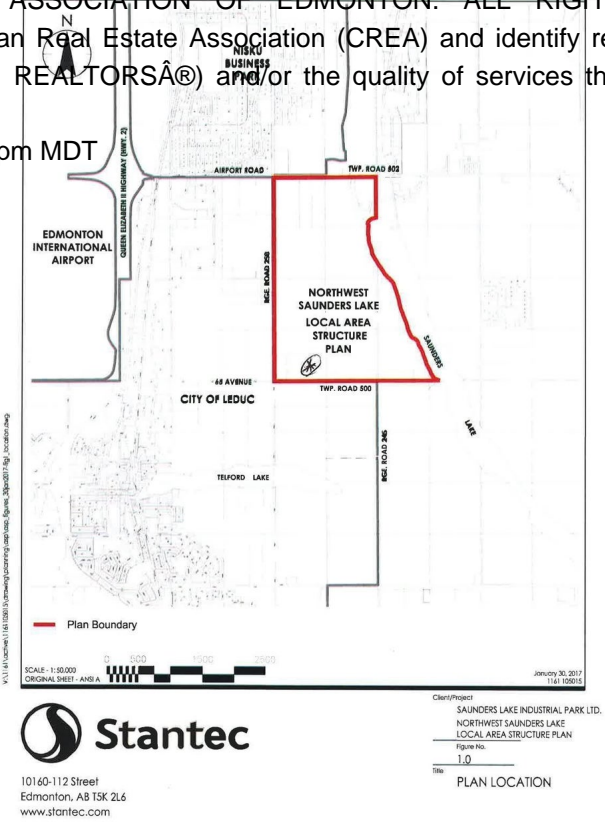 ASSOCIATION OF EDMONTON. ALL RIGHT
an Real Estate Association (CREA) and identify re
REALTORSÂ®) and/or the quality of services th
om MDT
N
NISKU
BUSINESS
PARK
QUEEN ELIZABETH II HIGHWAY (HWY. 2)
AIRPORT ROAD
TWP. ROAD 502
EDMONTON
INTERNATIONAL
AIRPORT
RGE. ROAD 250
NORTHWEST
SAUNDERS LAKE
LOCAL AREA
STRUCTURE
PLAN
SAUNDERS
LAKE
65 AVENUE
TWP. ROAD 500
CITY OF LEDUC
RGE. ROAD 245
TELFORD LAKE
Plan Boundary
0 500 1500 2500
SCALE - 1:50,000
ORIGINAL SHEET - ANSI A
January 30, 2017
1161 105015
Stantec
10160-112 Street
Edmonton, AB T5K 2L6
www.stantec.com
Client/Project
SAUNDERS LAKE INDUSTRIAL PARK LTD.
NORTHWEST SAUNDERS LAKE
LOCAL AREA STRUCTURE PLAN
Figure No.
1.0
Title
PLAN LOCATION